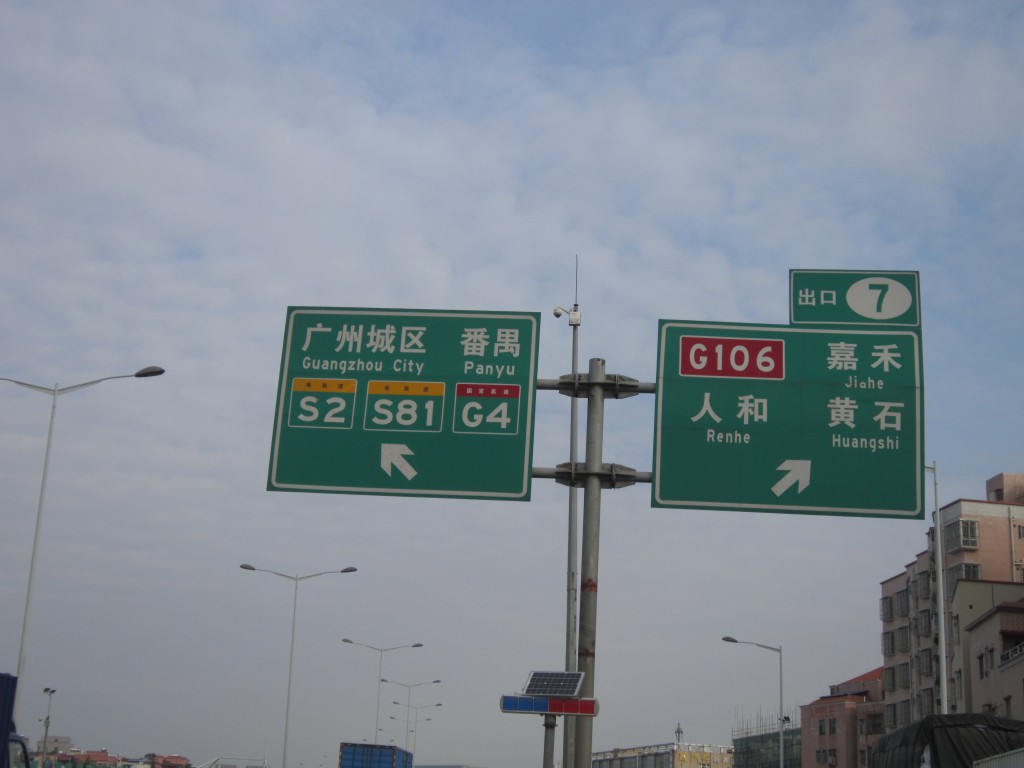 广州城区 番禺
Guangzhou City Panyu
S2 S81 G4
出口 7
G106 嘉禾
Jiahe
人和 黄石
Renhe Huangshi